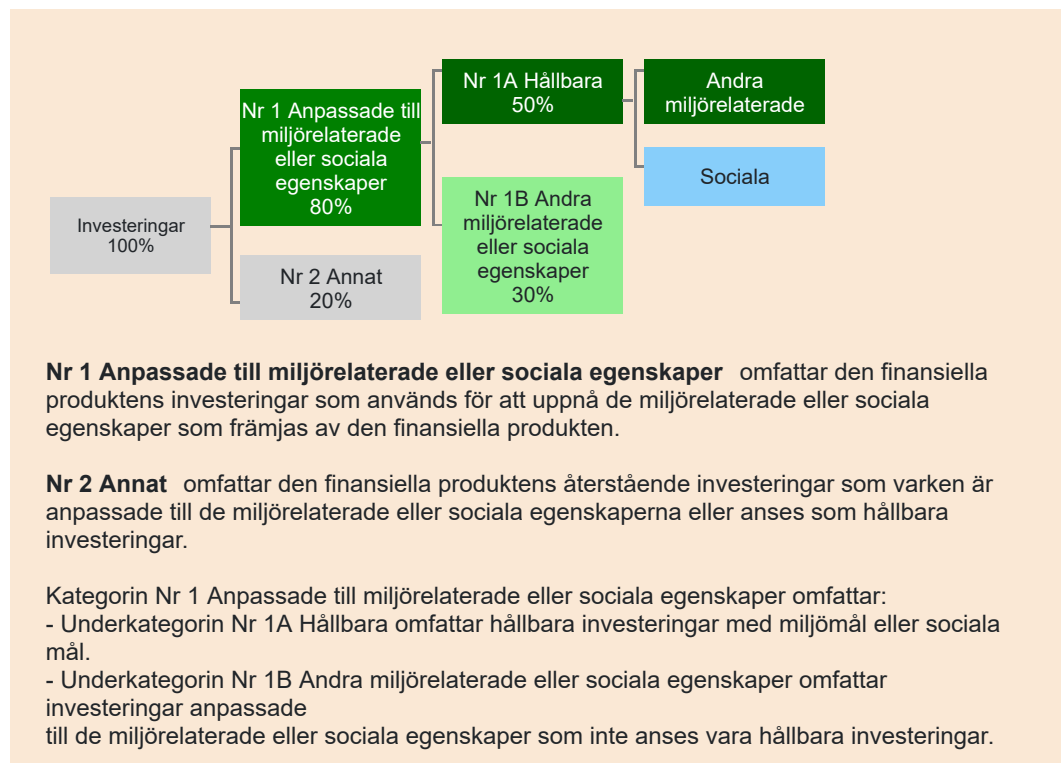 Investeringar
100%
Nr 1 Anpassade till
miljörelaterade
eller sociala
egenskaper
80%
Nr 2 Annat
20%
Nr 1A Hållbara
50%
Nr 1B Andra
miljörelaterade
eller sociala
egenskaper
30%
Andra
miljörelaterade
Sociala
Nr 1 Anpassade till miljörelaterade eller sociala egenskaper omfattar den finansiella
produktens investeringar som används för att uppnå de miljörelaterade eller sociala
egenskaper som främjas av den finansiella produkten.
Nr 2 Annat omfattar den finansiella produktens återstående investeringar som varken är
anpassade till de miljörelaterade eller sociala egenskaperna eller anses som hållbara
investeringar.
Kategorin Nr 1 Anpassade till miljörelaterade eller sociala egenskaper omfattar:
- Underkategorin Nr 1A Hållbara omfattar hållbara investeringar med miljömål eller sociala
mål.
- Underkategorin Nr 1B Andra miljörelaterade eller sociala egenskaper omfattar
investeringar anpassade
till de miljörelaterade eller sociala egenskaper som inte anses vara hållbara investeringar.